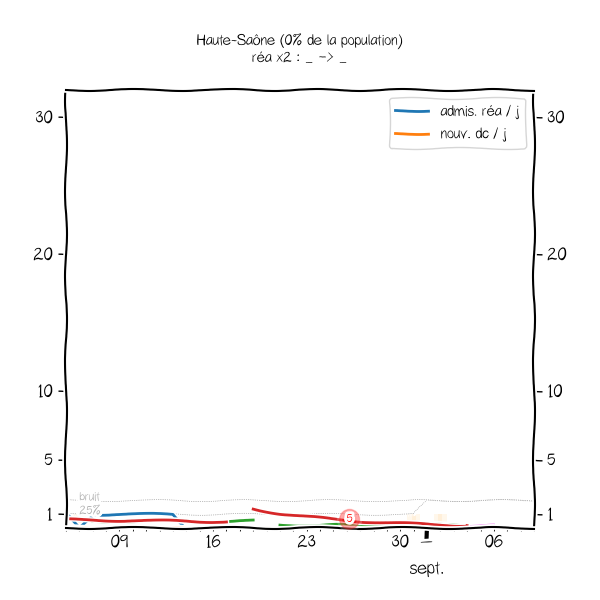 Haute-Saône (0% de la population)
réa x2 : _ -> _
admis. réa / j
nouv. dc / j
30
30
20
20
10
10
5
5
bruit
25%
1
1
5
09
16
23
30
06
sept.